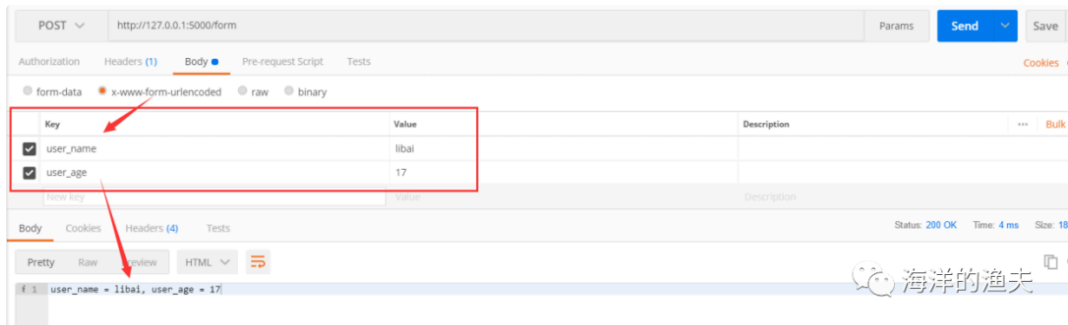 POST http://127.0.0.1:5000/form Params Send Save
Authorization Headers (1) Body Pre-request Script Tests Cookies
form-data x-www-form-urlencoded raw binary
Key Value Description ··· Bulk
user_name libai
user_age 17
New key Value Description
Body Cookies Headers (4) Tests Status: 200 OK Time: 4 ms Size: 18
Pretty Raw Preview HTML
1 user_name = libai, user_age = 17
海洋的渔夫